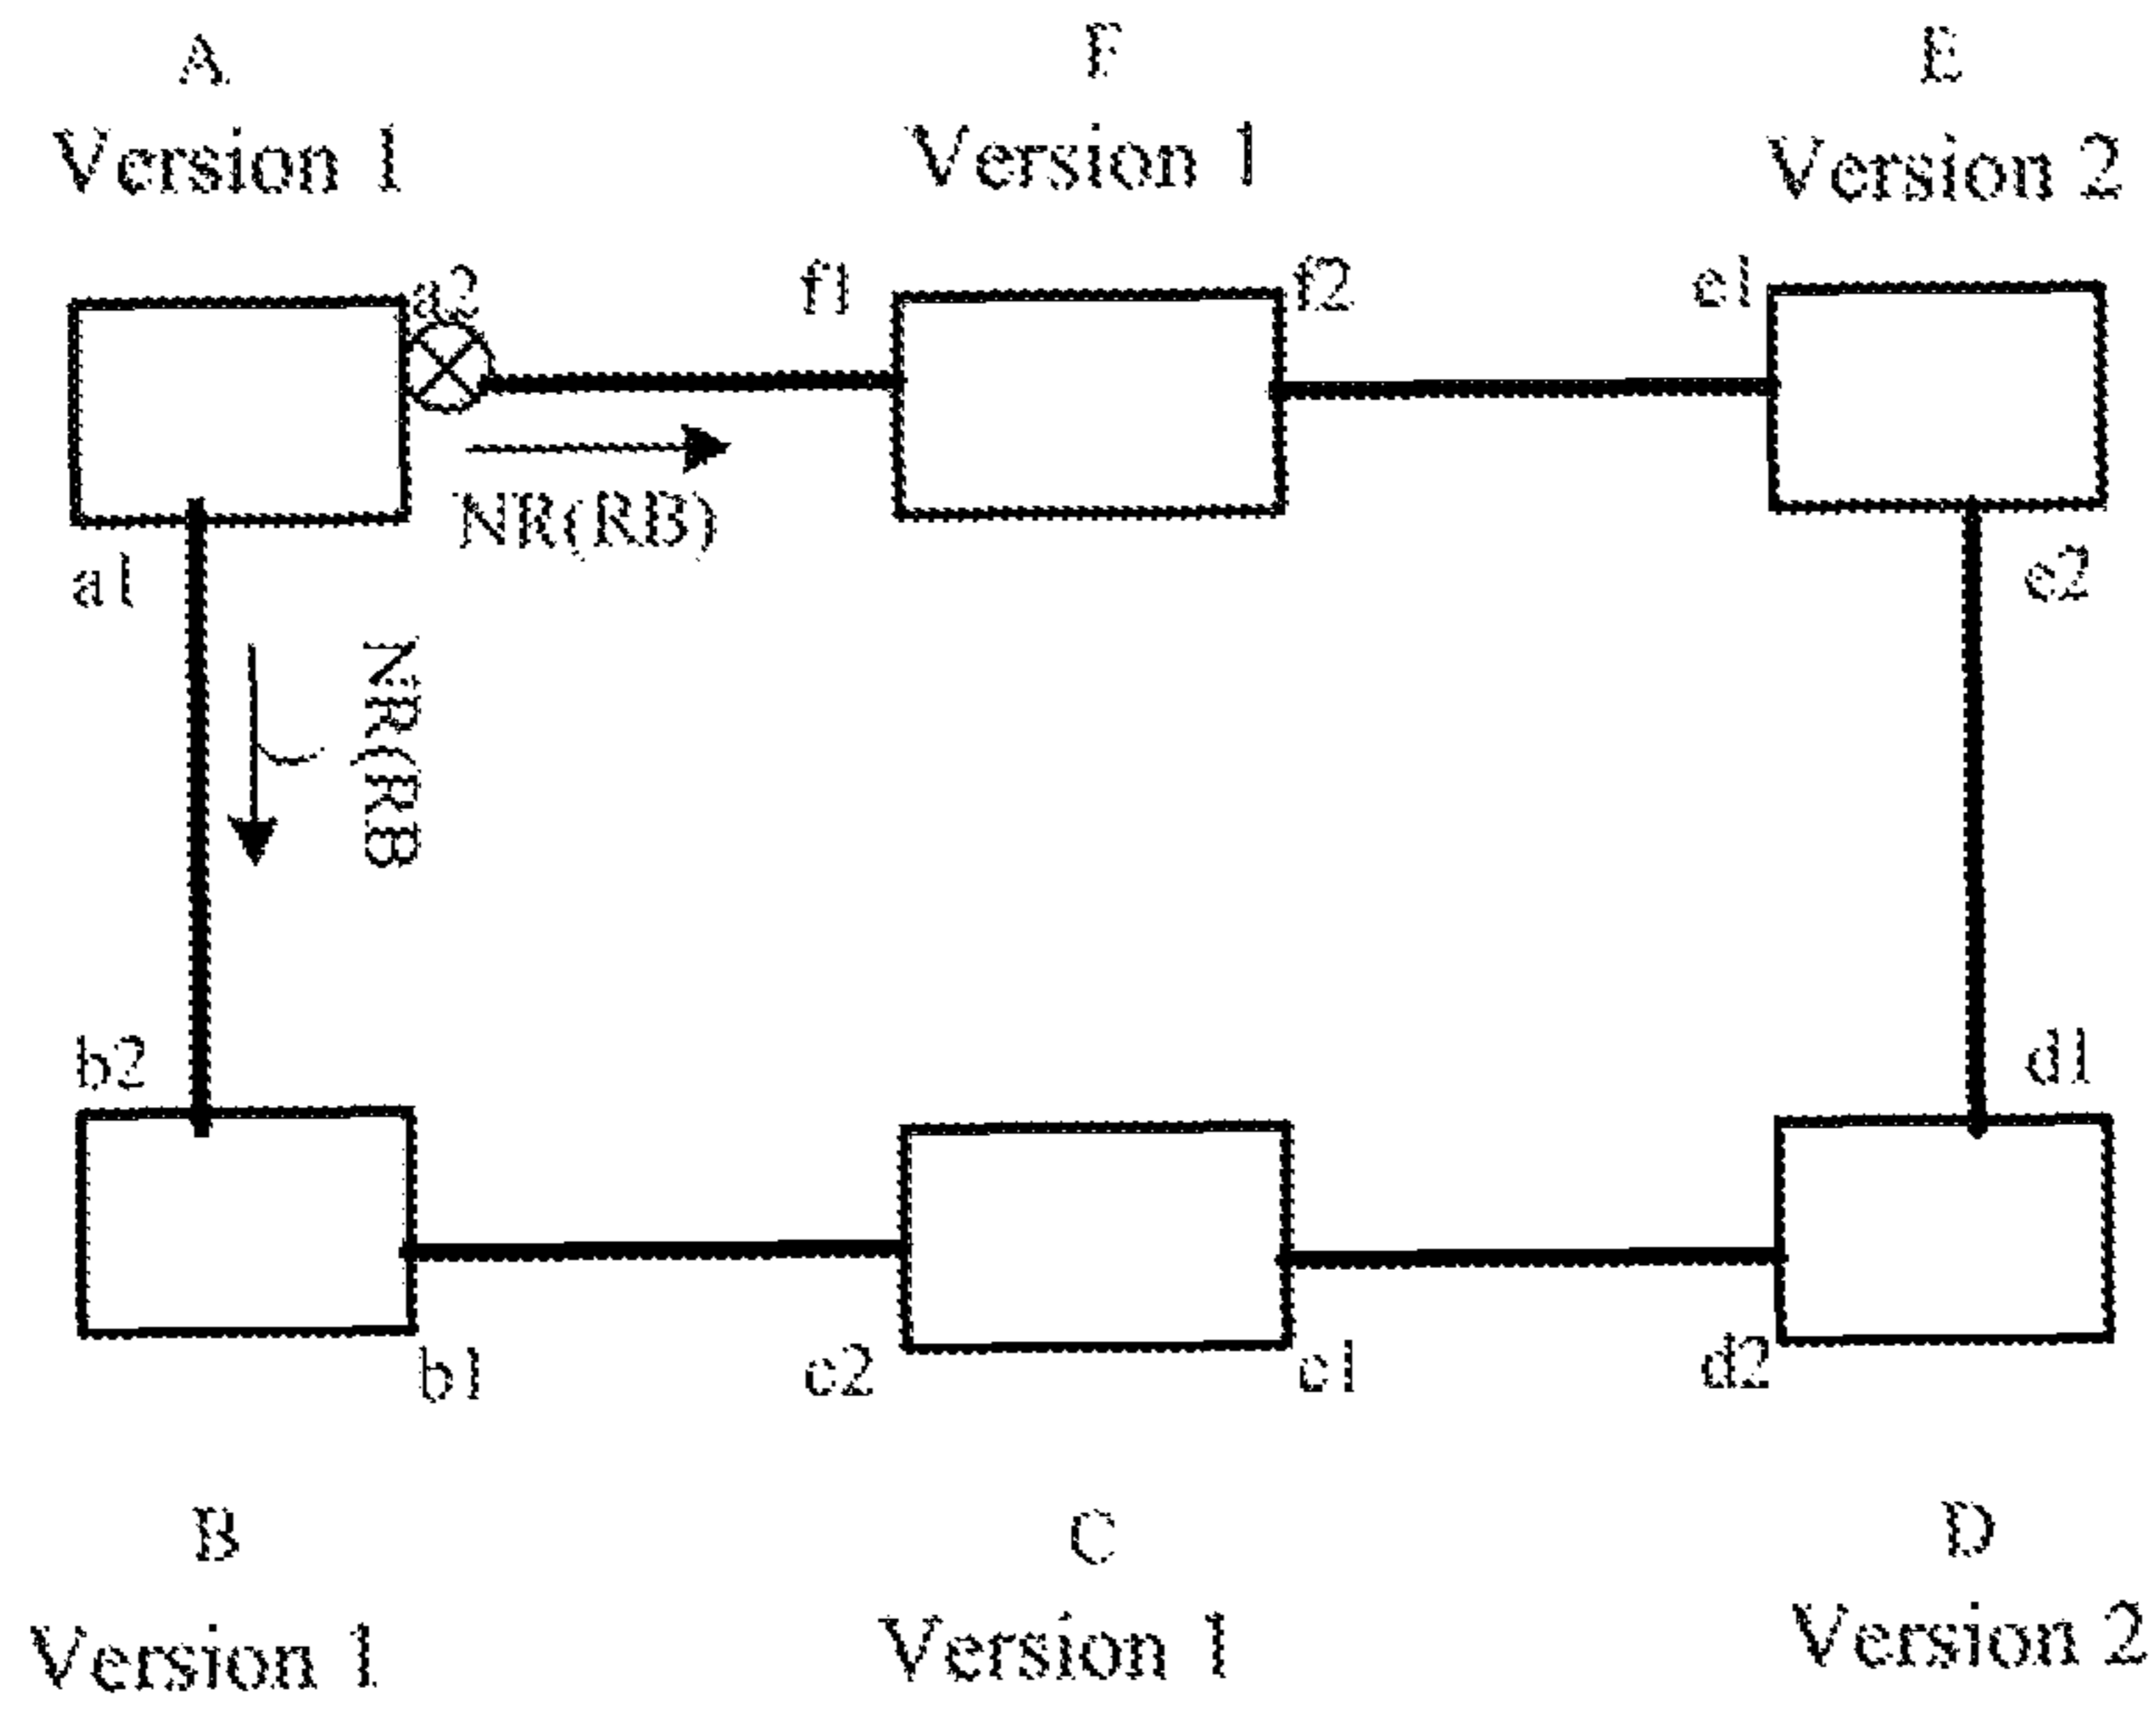 A
F
E
Version 1
Version 1
Version 2
a2
f1
f2
e1
NR(RB)
a1
e2
NR(RB
b2
d1
b1
c2
c1
d2
B
C
D
Version 1
Version 1
Version 2